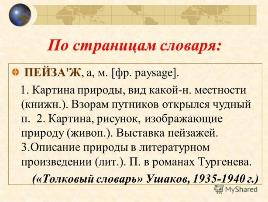 По страницам словаря:
ПЕЙЗА'Ж, а, м. [фр. paysage].
1. Картина природы, вид какой-н. местности
(книжн.). Взорам путников открылся чудный
п. 2. Картина, рисунок, изображающие
природу (живоп.). Выставка пейзажей.
3.Описание природы в литературном
произведении (лит.). П. в романах Тургенева.
(«Толковый словарь» Ушаков, 1935-1940 г.)
MyShared